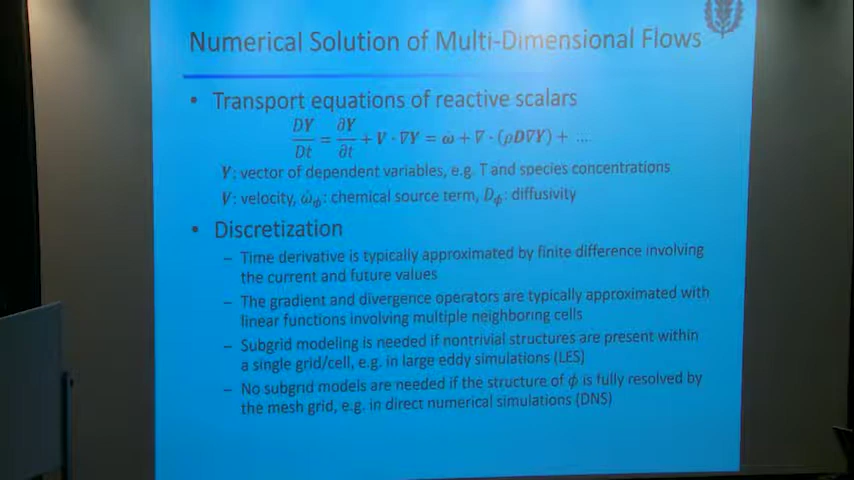 Numerical Solution of Multi-Dimensional Flows
• Transport equations of reactive scalars
DY/Dt = ∂Y/∂t + V · ∇Y = ω̇ + ∇ · (ρD∇Y) + ...
Y: vector of dependent variables, e.g. T and species concentrations
V: velocity, ω̇ϕ: chemical source term, Dϕ: diffusivity
• Discretization
– Time derivative is typically approximated by finite difference involving
the current and future values
– The gradient and divergence operators are typically approximated with
linear functions involving multiple neighboring cells
– Subgrid modeling is needed if nontrivial structures are present within
a single grid/cell, e.g. in large eddy simulations (LES)
– No subgrid models are needed if the structure of ϕ is fully resolved by
the mesh grid, e.g. in direct numerical simulations (DNS)